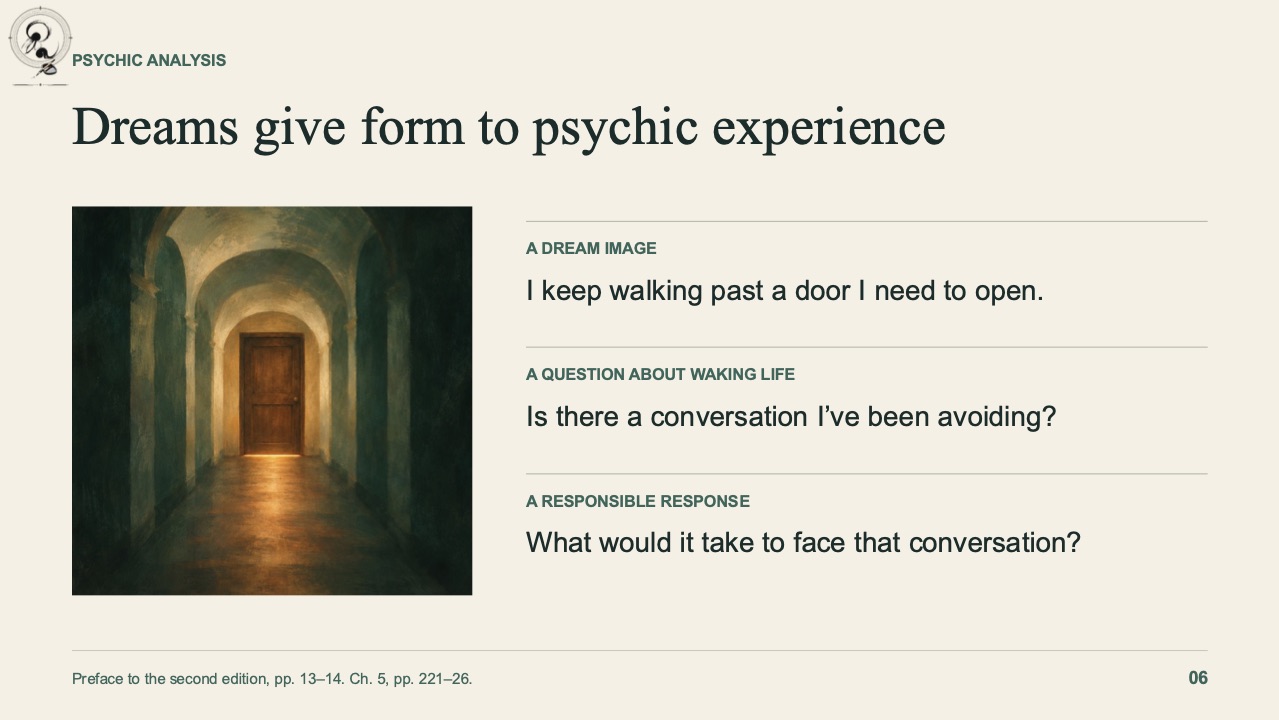 PSYCHIC ANALYSIS
Dreams give form to psychic experience
A DREAM IMAGE
I keep walking past a door I need to open.
A QUESTION ABOUT WAKING LIFE
Is there a conversation I’ve been avoiding?
A RESPONSIBLE RESPONSE
What would it take to face that conversation?
Preface to the second edition, pp. 13–14. Ch. 5, pp. 221–26.
06